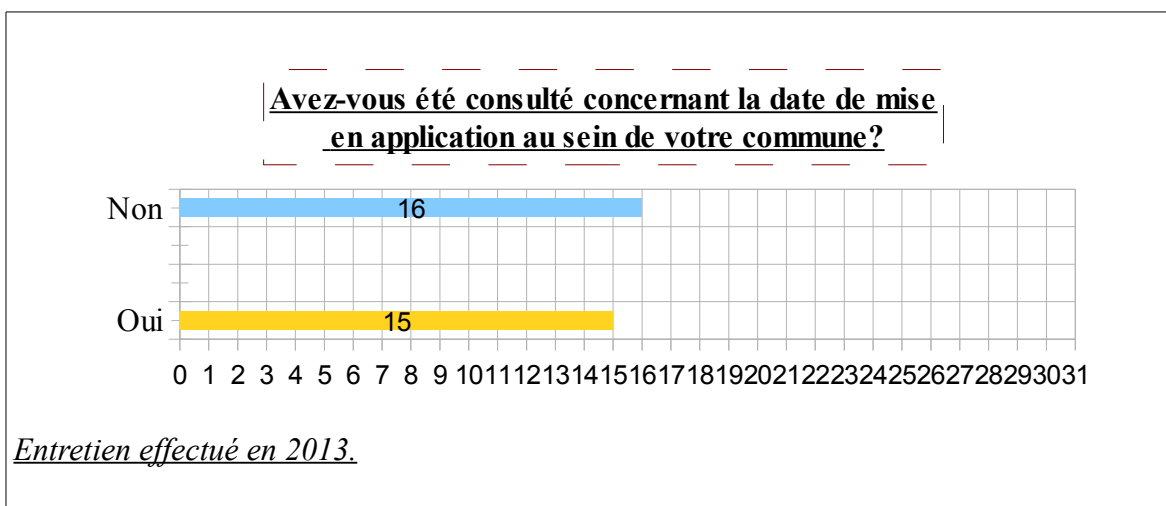 Avez-vous été consulté concernant la date de mise
en application au sein de votre commune?
Non
16
Oui
15
0 1 2 3 4 5 6 7 8 9 10 11 12 13 14 15 16 17 18 19 20 21 22 23 24 25 26 27 28 29 30 31
Entretien effectué en 2013.